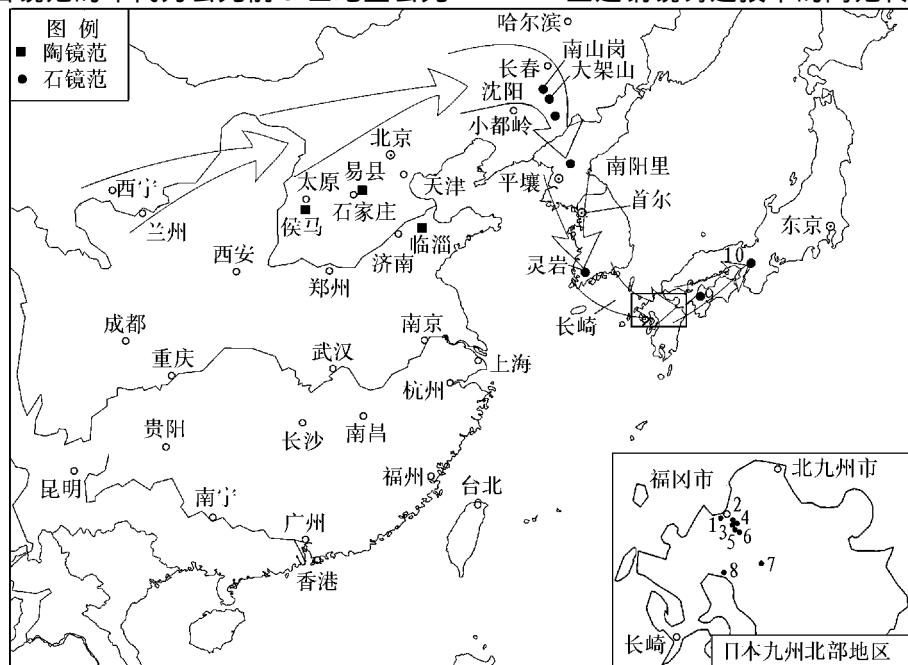 图例
■ 陶镜范
● 石镜范
哈尔滨
南山岗
长春
大架山
沈阳
小都岭
北京
南阳里
西宁
太原
易县
天津
平壤
首尔
石家庄
侯马
兰州
临淄
济南
东京
西安
灵岩
10
郑州
9
长崎
成都
南京
重庆
武汉
上海
杭州
贵阳
长沙
南昌
昆明
福州
台北
南宁
广州
香港
福冈市
北九州市
2
1
4
3
6
5
7
8
长崎
日本九州北部地区